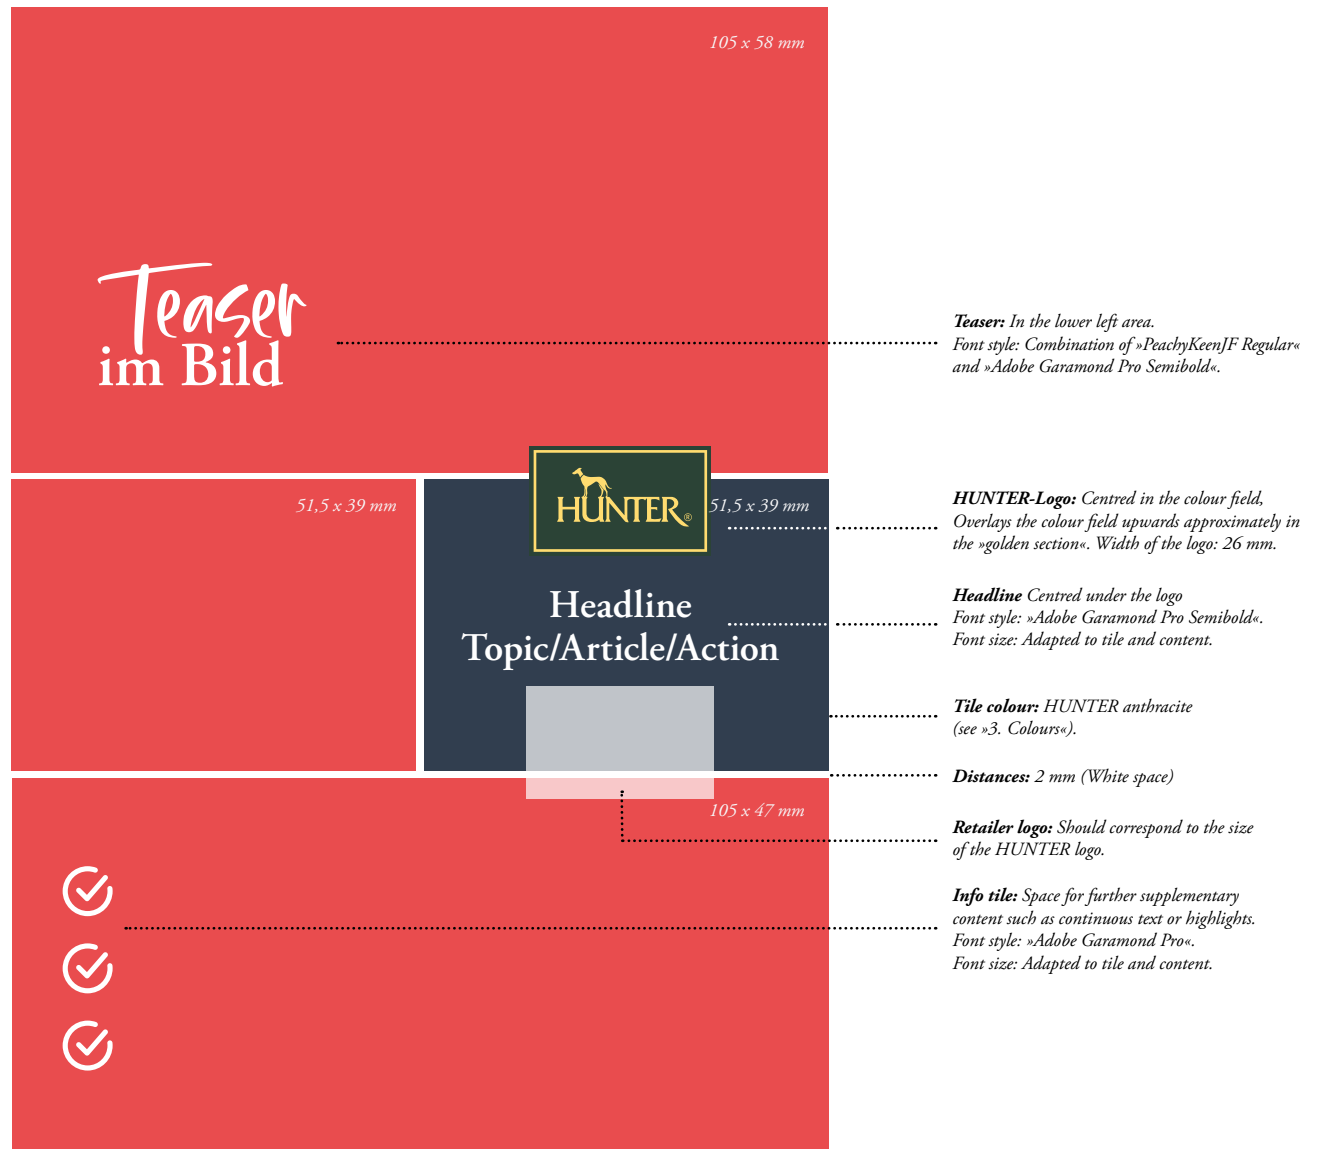 105 x 58 mm
Teaser
im Bild
Teaser: In the lower left area.
Font style: Combination of »PeachyKeenJF Regular«
and »Adobe Garamond Pro Semibold«.
51,5 x 39 mm
HUNTER®
51,5 x 39 mm
HUNTER-Logo: Centred in the colour field,
Overlays the colour field upwards approximately in
the »golden section«. Width of the logo: 26 mm.
Headline
Topic/Article/Action
Headline Centred under the logo
Font style: »Adobe Garamond Pro Semibold«.
Font size: Adapted to tile and content.
Tile colour: HUNTER anthracite
(see »3. Colours«).
Distances: 2 mm (White space)
105 x 47 mm
Retailer logo: Should correspond to the size
of the HUNTER logo.
Info tile: Space for further supplementary
content such as continuous text or highlights.
Font style: »Adobe Garamond Pro«.
Font size: Adapted to tile and content.